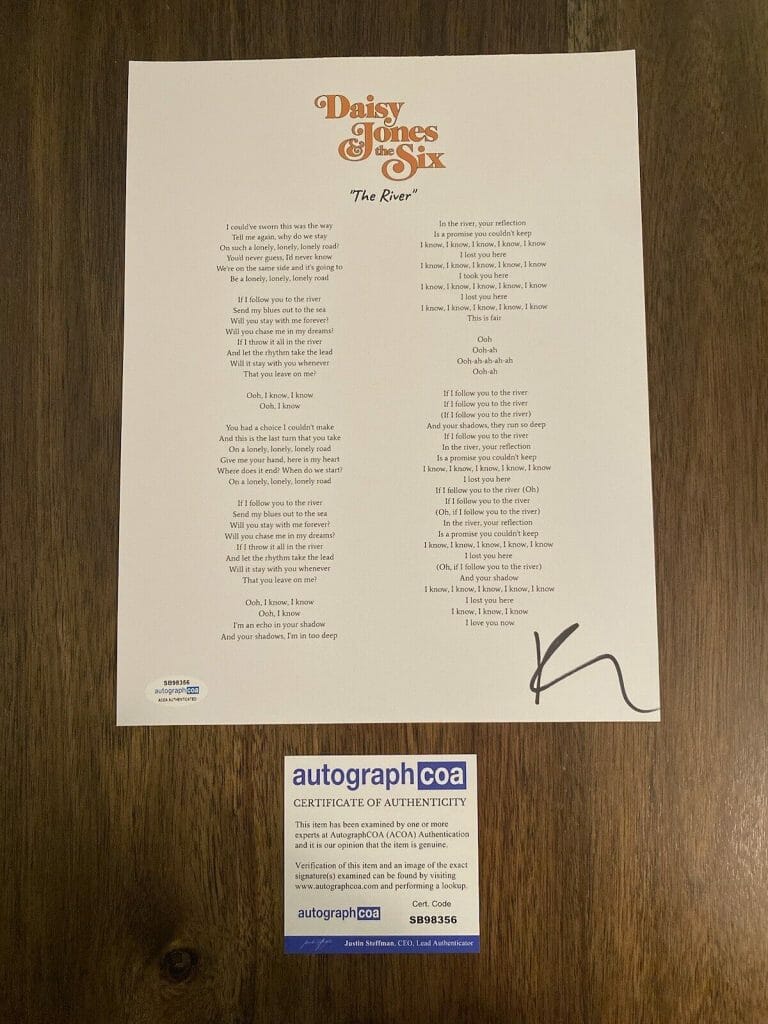 Daisy
Jones
& the Six
"The River"
I could've sworn this was the way
Tell me again, why do we stay
On such a lonely, lonely, lonely road?
You'd never guess, I'd never know
We're on the same side and it's going to
Be a lonely, lonely, lonely road
If I follow you to the river
Send my blues out to the sea
Will you stay with me forever?
Will you chase me in my dreams?
If I throw it all in the river
And let the rhythm take the lead
Will it stay with you whenever
That you leave on me?
Ooh, I know, I know
Ooh, I know
You had a choice I couldn't make
And this is the last turn that you take
On a lonely, lonely, lonely road
Give me your hand, here is my heart
Where does it end? When do we start?
On a lonely, lonely, lonely road
If I follow you to the river
Send my blues out to the sea
Will you stay with me forever?
Will you chase me in my dreams?
If I throw it all in the river
And let the rhythm take the lead
Will it stay with you whenever
That you leave on me?
Ooh, I know, I know
Ooh, I know
I'm an echo in your shadow
And your shadows, I'm in too deep
In the river, your reflection
Is a promise you couldn't keep
I know, I know, I know, I know, I know
I lost you here
I know, I know, I know, I know, I know
I took you here
I know, I know, I know, I know, I know
I lost you here
I know, I know, I know, I know, I know
This is fair
Ooh
Ooh-ah
Ooh-ah-ah-ah-ah
Ooh-ah
If I follow you to the river
If I follow you to the river
(If I follow you to the river)
And your shadows, they run so deep
If I follow you to the river
In the river, your reflection
Is a promise you couldn't keep
I know, I know, I know, I know, I know
I lost you here
If I follow you to the river (Oh)
If I follow you to the river
(Oh, if I follow you to the river)
In the river, your reflection
Is a promise you couldn't keep
I know, I know, I know, I know, I know
I lost you here
(Oh, if I follow you to the river)
And your shadow
I know, I know, I know, I know, I know
I lost you here
I know, I know, I know
I love you now
SB98356
autographcoa
ACOA AUTHENTICATED
autographcoa
CERTIFICATE OF AUTHENTICITY
This item has been examined by one or more
experts at AutographCOA (ACOA) Authentication
and it is our opinion that the item is genuine.
Verification of this item and an image of the exact
signature(s) examined can be found by visiting
www.autographcoa.com and performing a lookup.
autographcoa
Cert. Code
SB98356
Justin Steffman, CEO, Lead Authenticator